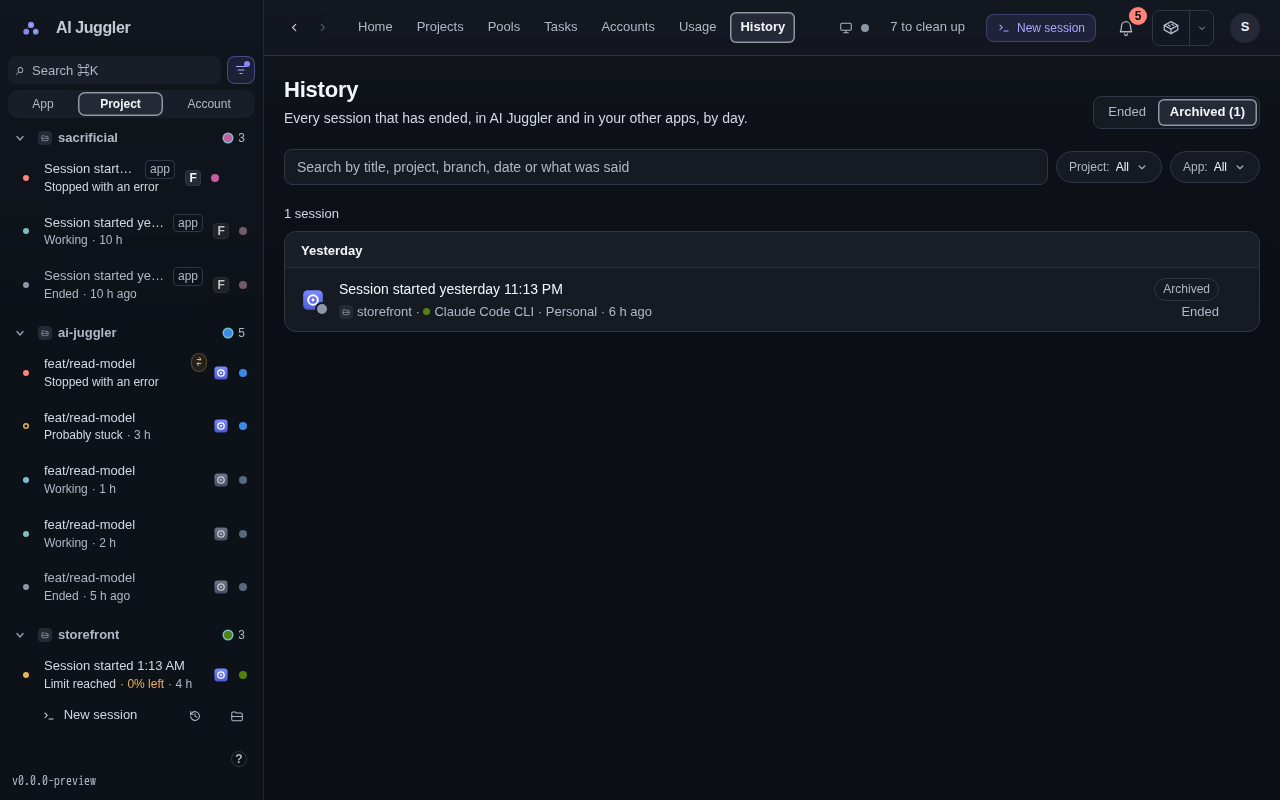 AI Juggler
Search ⌘K
App
Project
Account
sacrificial
3
Session start…
app
F
Stopped with an error
Session started ye…
app
F
Working · 10 h
Session started ye…
app
F
Ended · 10 h ago
ai-juggler
5
feat/read-model
Stopped with an error
feat/read-model
Probably stuck · 3 h
feat/read-model
Working · 1 h
feat/read-model
Working · 2 h
feat/read-model
Ended · 5 h ago
storefront
3
Session started 1:13 AM
Limit reached · 0% left · 4 h
New session
?
v0.0.0-preview
Home
Projects
Pools
Tasks
Accounts
Usage
History
7 to clean up
New session
5
S
History
Every session that has ended, in AI Juggler and in your other apps, by day.
Ended
Archived (1)
Search by title, project, branch, date or what was said
Project: All
App: All
1 session
Yesterday
Session started yesterday 11:13 PM
Archived
storefront · Claude Code CLI · Personal · 6 h ago
Ended